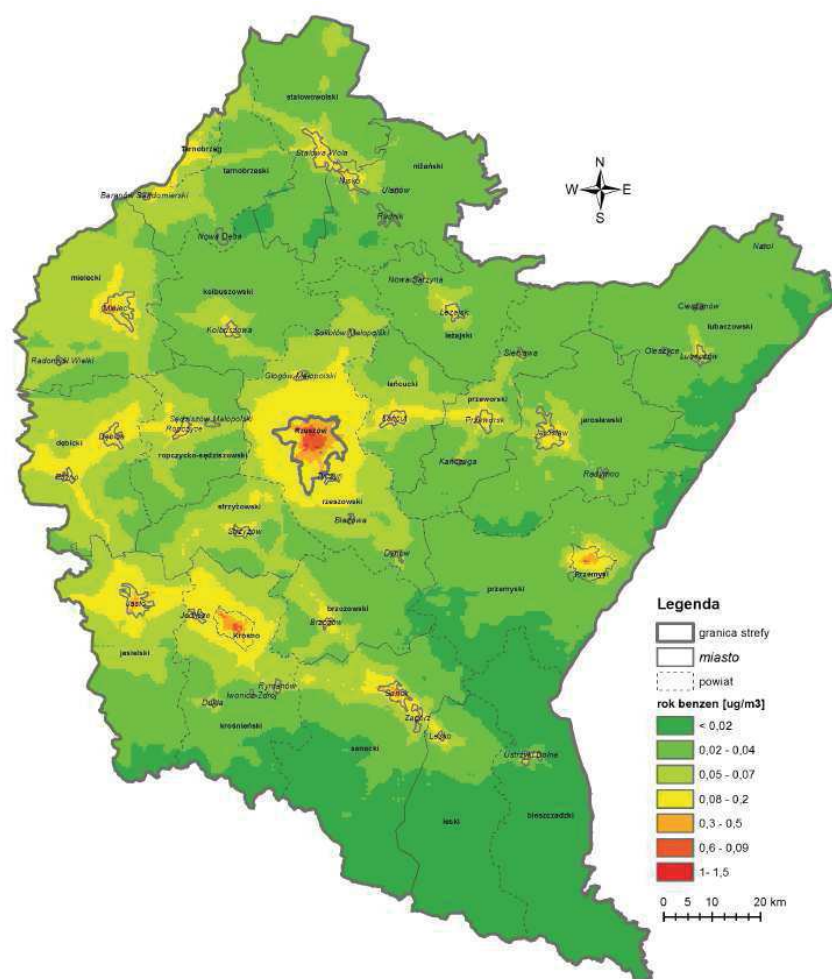 stalowowolski
Tarnobrzeg
Stalowa Wola
tarnobrzeski
Nisko
niżański
Ulanów
Baranów Sandomierski
Rudnik
Nowa Dęba
N
W E
S
Narol
mielecki
kolbuszowski
Nowa Sarzyna
Mielec
Leżajsk
Cieszanów
Kolbuszowa
leżajski
lubaczowski
Sokołów Małopolski
Radomyśl Wielki
Sieniawa
Oleszyce
Lubaczów
Głogów Małopolski
łańcucki
przeworski
Sędziszów Małopolski
Ropczyce
Rzeszów
Łańcut
Przeworsk
jarosławski
Dębica
Jarosław
dębicki
ropczycko-sędziszowski
Kańczuga
Radymno
rzeszowski
strzyżowski
Błażowa
Strzyżów
Dynów
Przemyśl
przemyski
brzozowski
Jasło
Jedlicze
Brzozów
Krosno
jasielski
Rymanów
Iwonicz-Zdrój
Dukla
Sanok
krośnieński
Zagórz
Lesko
sanocki
Ustrzyki Dolne
leski
bieszczadzki
Legenda
granica strefy
miasto
powiat
rok benzen [ug/m3]
< 0,02
0,02 - 0,04
0,05 - 0,07
0,08 - 0,2
0,3 - 0,5
0,6 - 0,09
1- 1,5
0 5 10 20 km